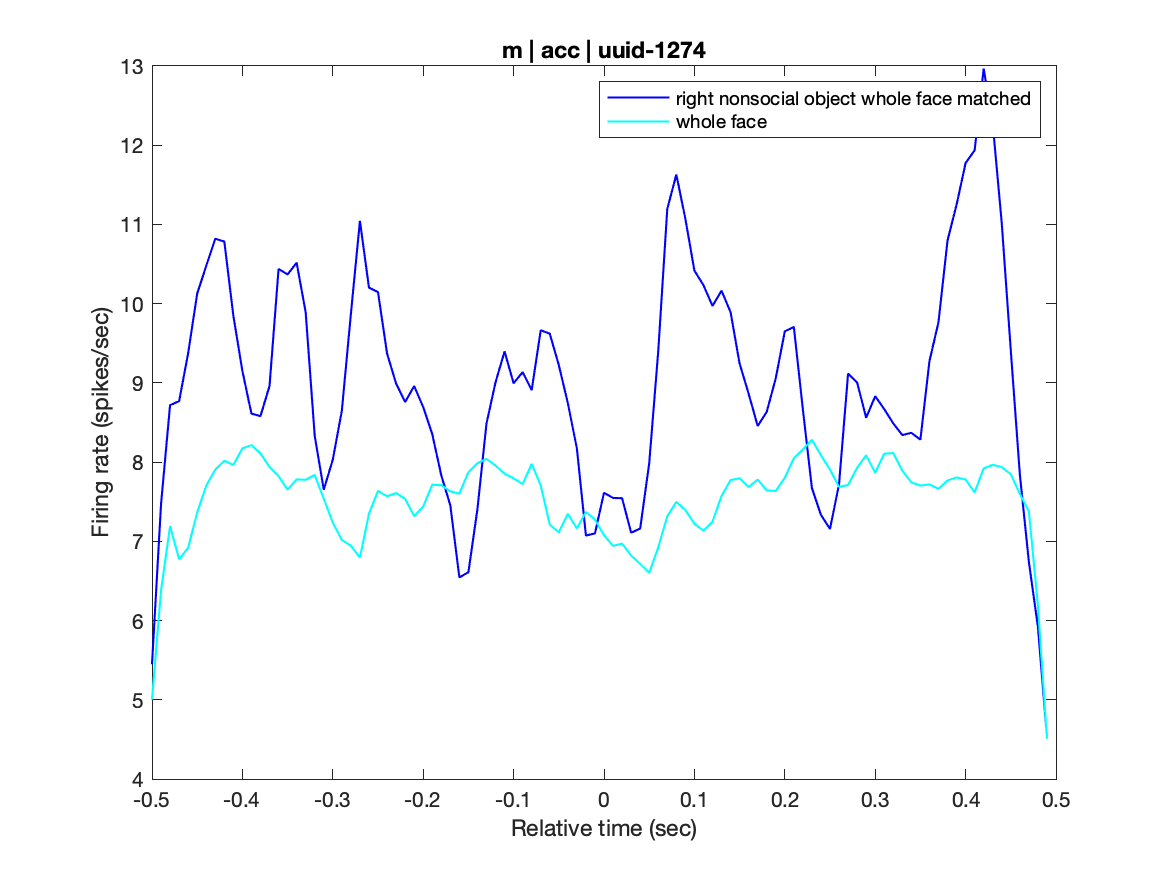 m | acc | uuid-1274
right nonsocial object whole face matched
whole face
Firing rate (spikes/sec)
13
12
11
10
9
8
7
6
5
4
-0.5 -0.4 -0.3 -0.2 -0.1 0 0.1 0.2 0.3 0.4 0.5
Relative time (sec)